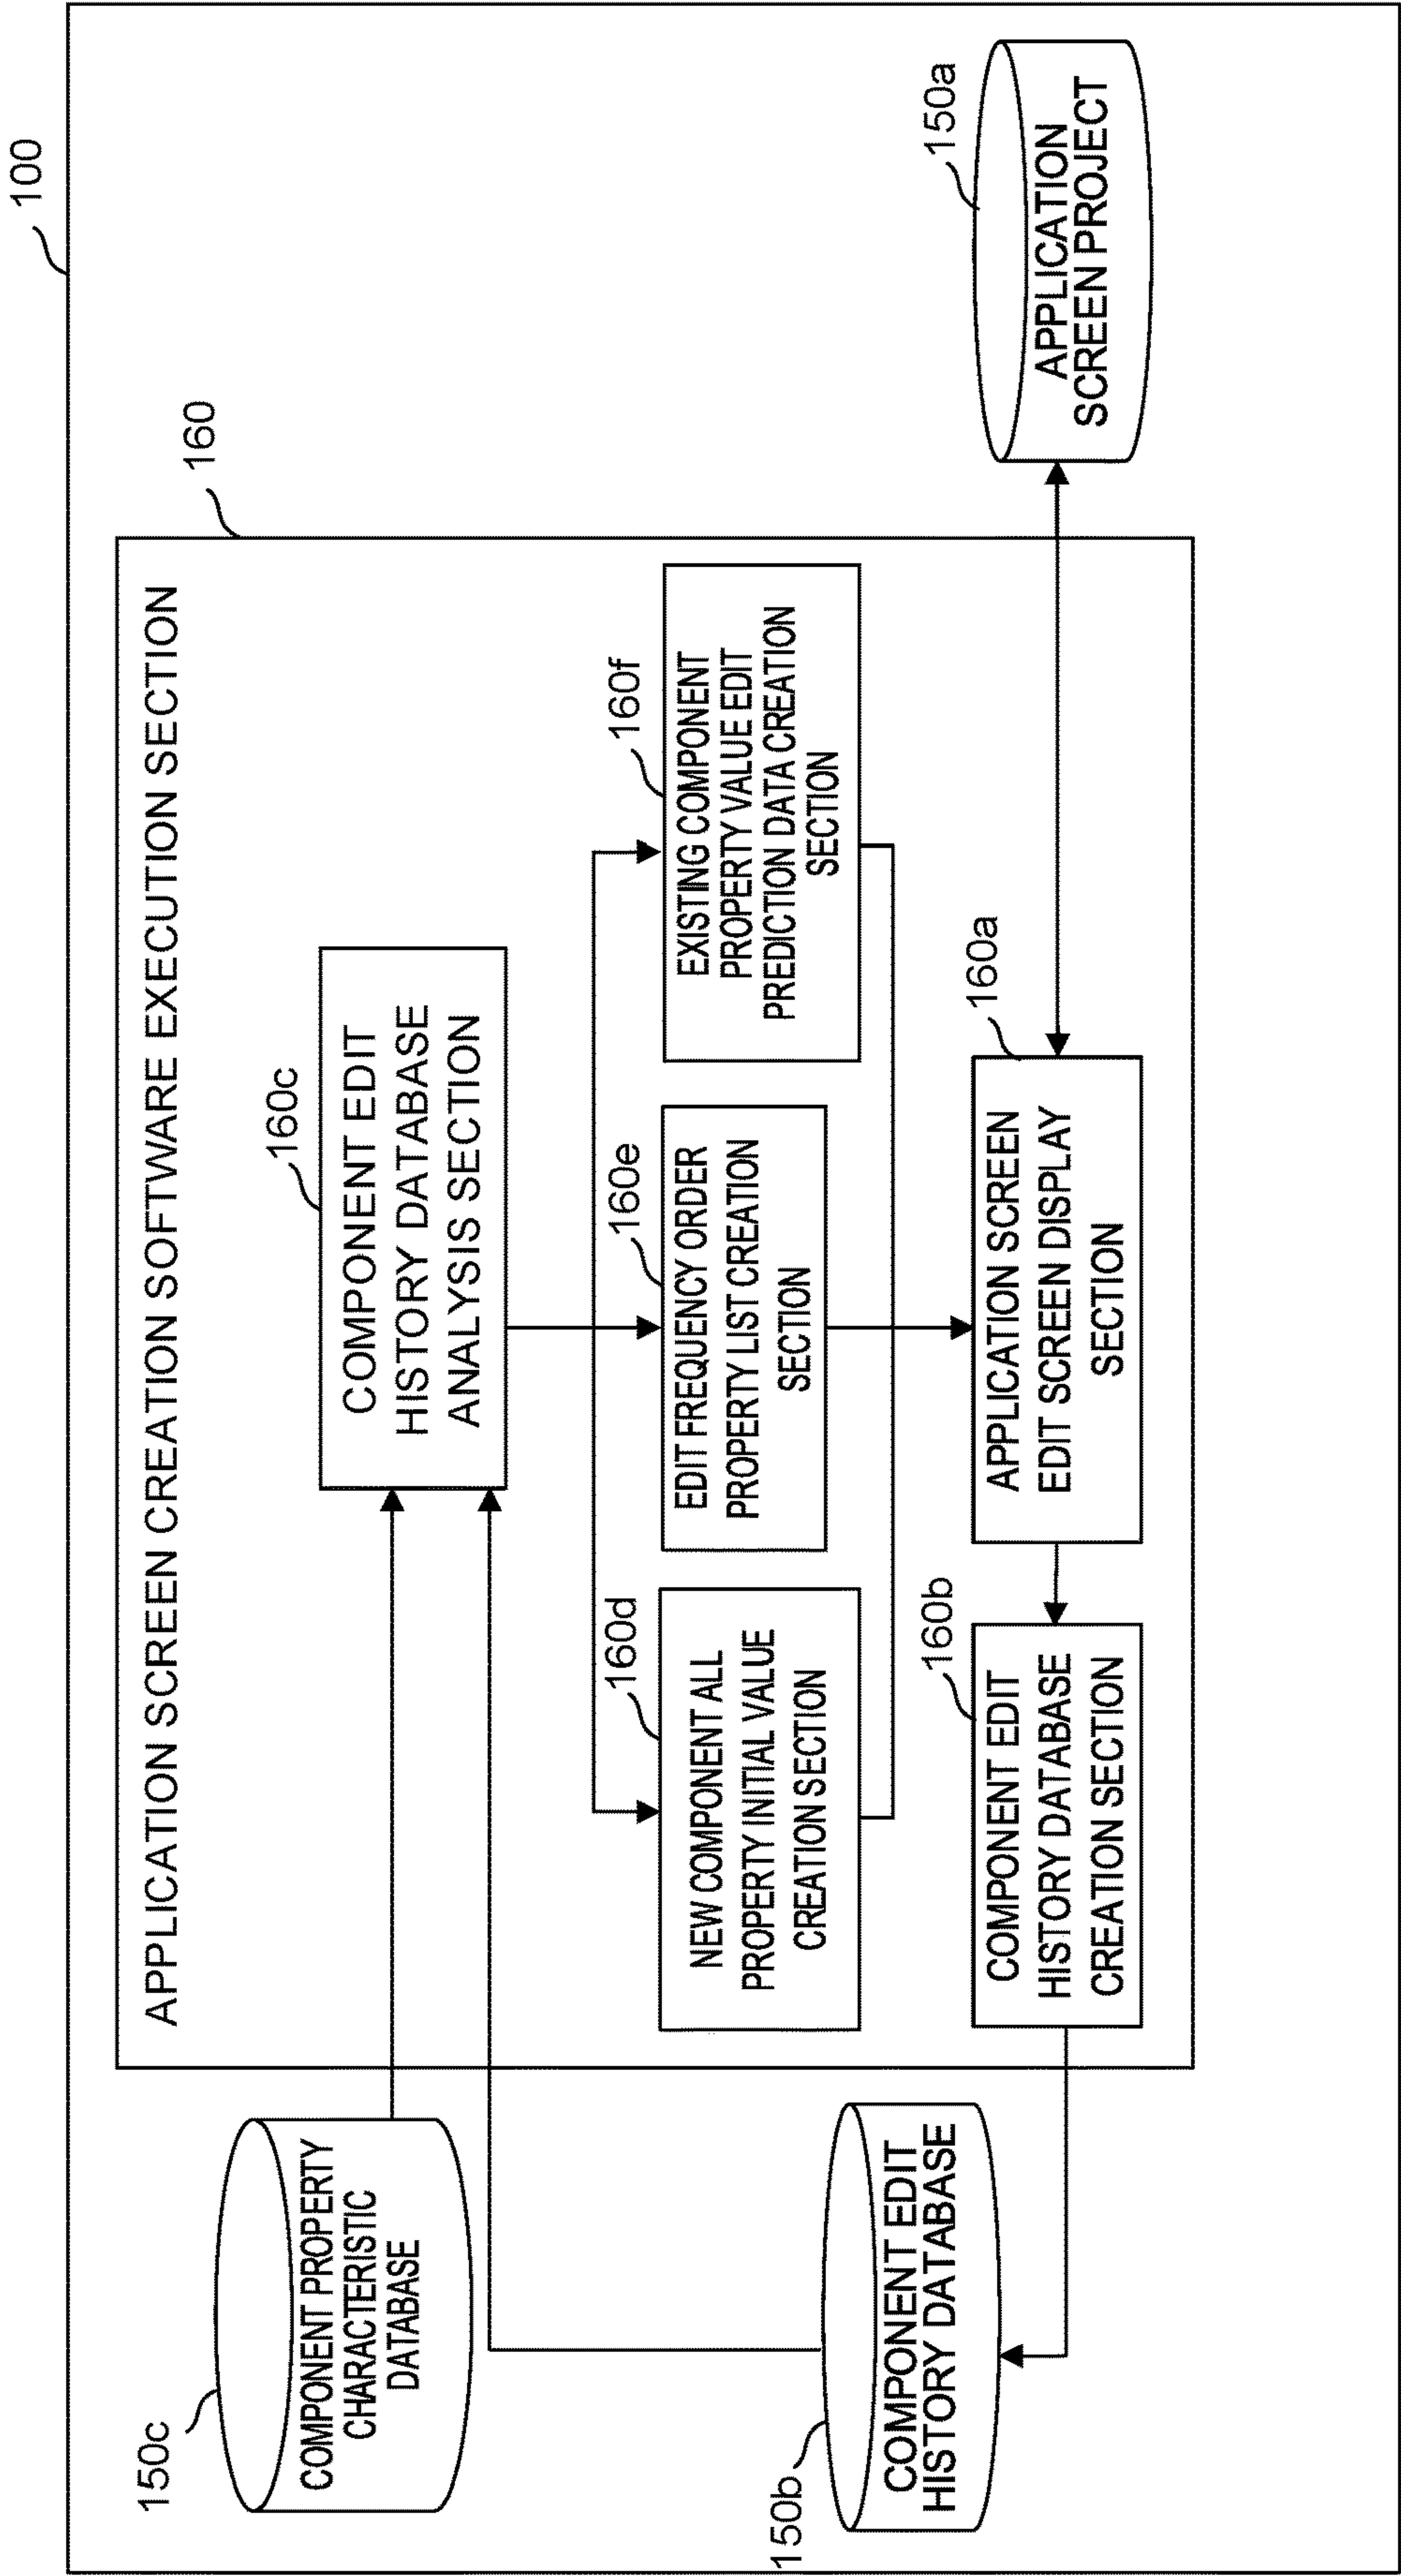 100
160
APPLICATION SCREEN CREATION SOFTWARE EXECUTION SECTION
150c
COMPONENT PROPERTY
CHARACTERISTIC
DATABASE
160c
COMPONENT EDIT
HISTORY DATABASE
ANALYSIS SECTION
160d
NEW COMPONENT ALL
PROPERTY INITIAL VALUE
CREATION SECTION
160e
EDIT FREQUENCY ORDER
PROPERTY LIST CREATION
SECTION
160f
EXISTING COMPONENT
PROPERTY VALUE EDIT
PREDICTION DATA CREATION
SECTION
150b
COMPONENT EDIT
HISTORY DATABASE
160b
COMPONENT EDIT
HISTORY DATABASE
CREATION SECTION
160a
APPLICATION SCREEN
EDIT SCREEN DISPLAY
SECTION
150a
APPLICATION
SCREEN PROJECT